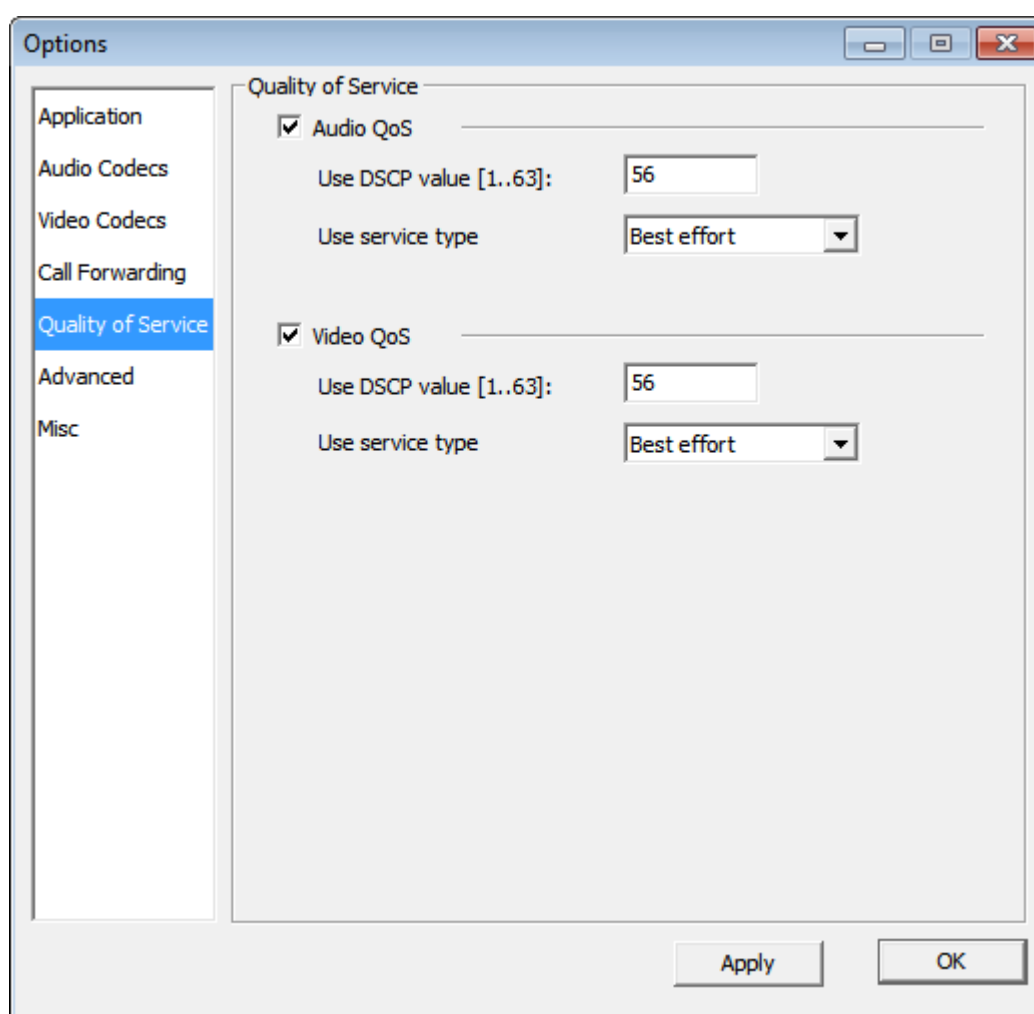 Options
Application
Audio Codecs
Video Codecs
Call Forwarding
Quality of Service
Advanced
Misc
Quality of Service
Audio QoS
Use DSCP value [1..63]: 56
Use service type Best effort
Video QoS
Use DSCP value [1..63]: 56
Use service type Best effort
Apply OK